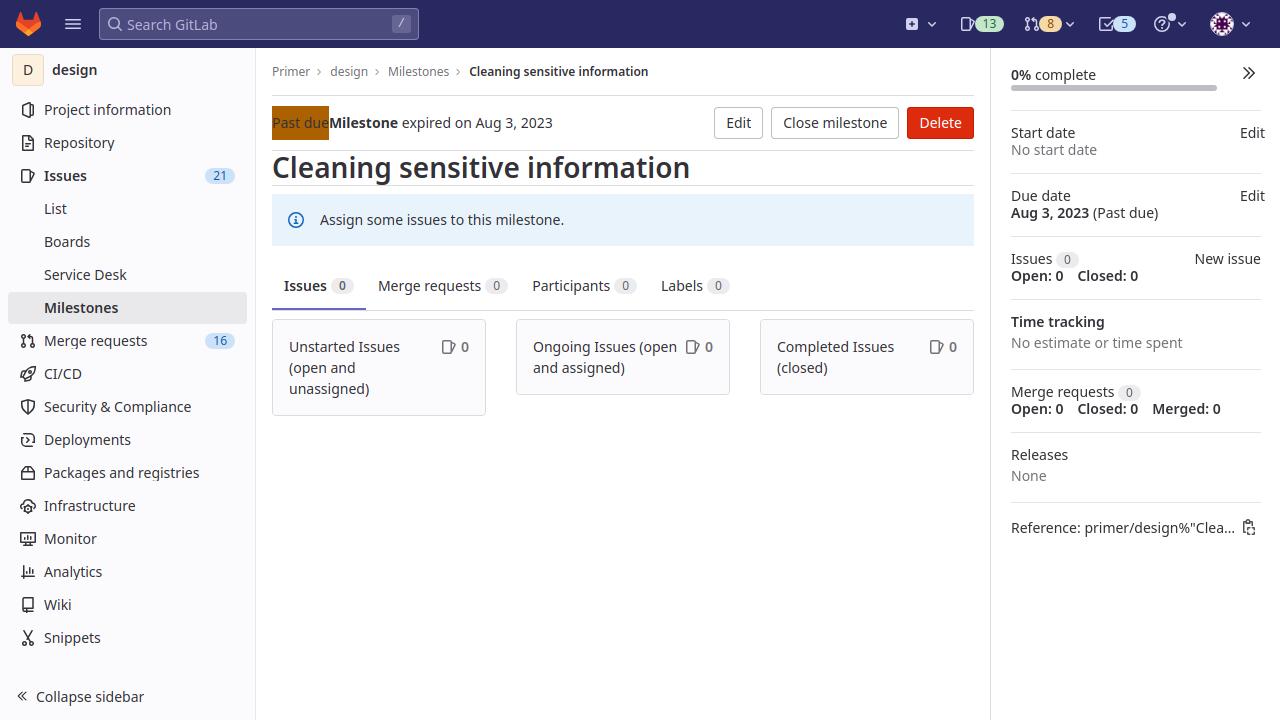 Search GitLab
/
13
8
5
D
design
Project information
Repository
Issues
21
List
Boards
Service Desk
Milestones
Merge requests
16
CI/CD
Security & Compliance
Deployments
Packages and registries
Infrastructure
Monitor
Analytics
Wiki
Snippets
Collapse sidebar
Primer
design
Milestones
Cleaning sensitive information
Past due Milestone expired on Aug 3, 2023
Edit
Close milestone
Delete
Cleaning sensitive information
Assign some issues to this milestone.
Issues 0
Merge requests 0
Participants 0
Labels 0
Unstarted Issues
(open and
unassigned)
0
Ongoing Issues (open
and assigned)
0
Completed Issues
(closed)
0
0% complete
Start date
Edit
No start date
Due date
Edit
Aug 3, 2023 (Past due)
Issues 0
New issue
Open: 0 Closed: 0
Time tracking
No estimate or time spent
Merge requests 0
Open: 0 Closed: 0 Merged: 0
Releases
None
Reference: primer/design%"Clea...